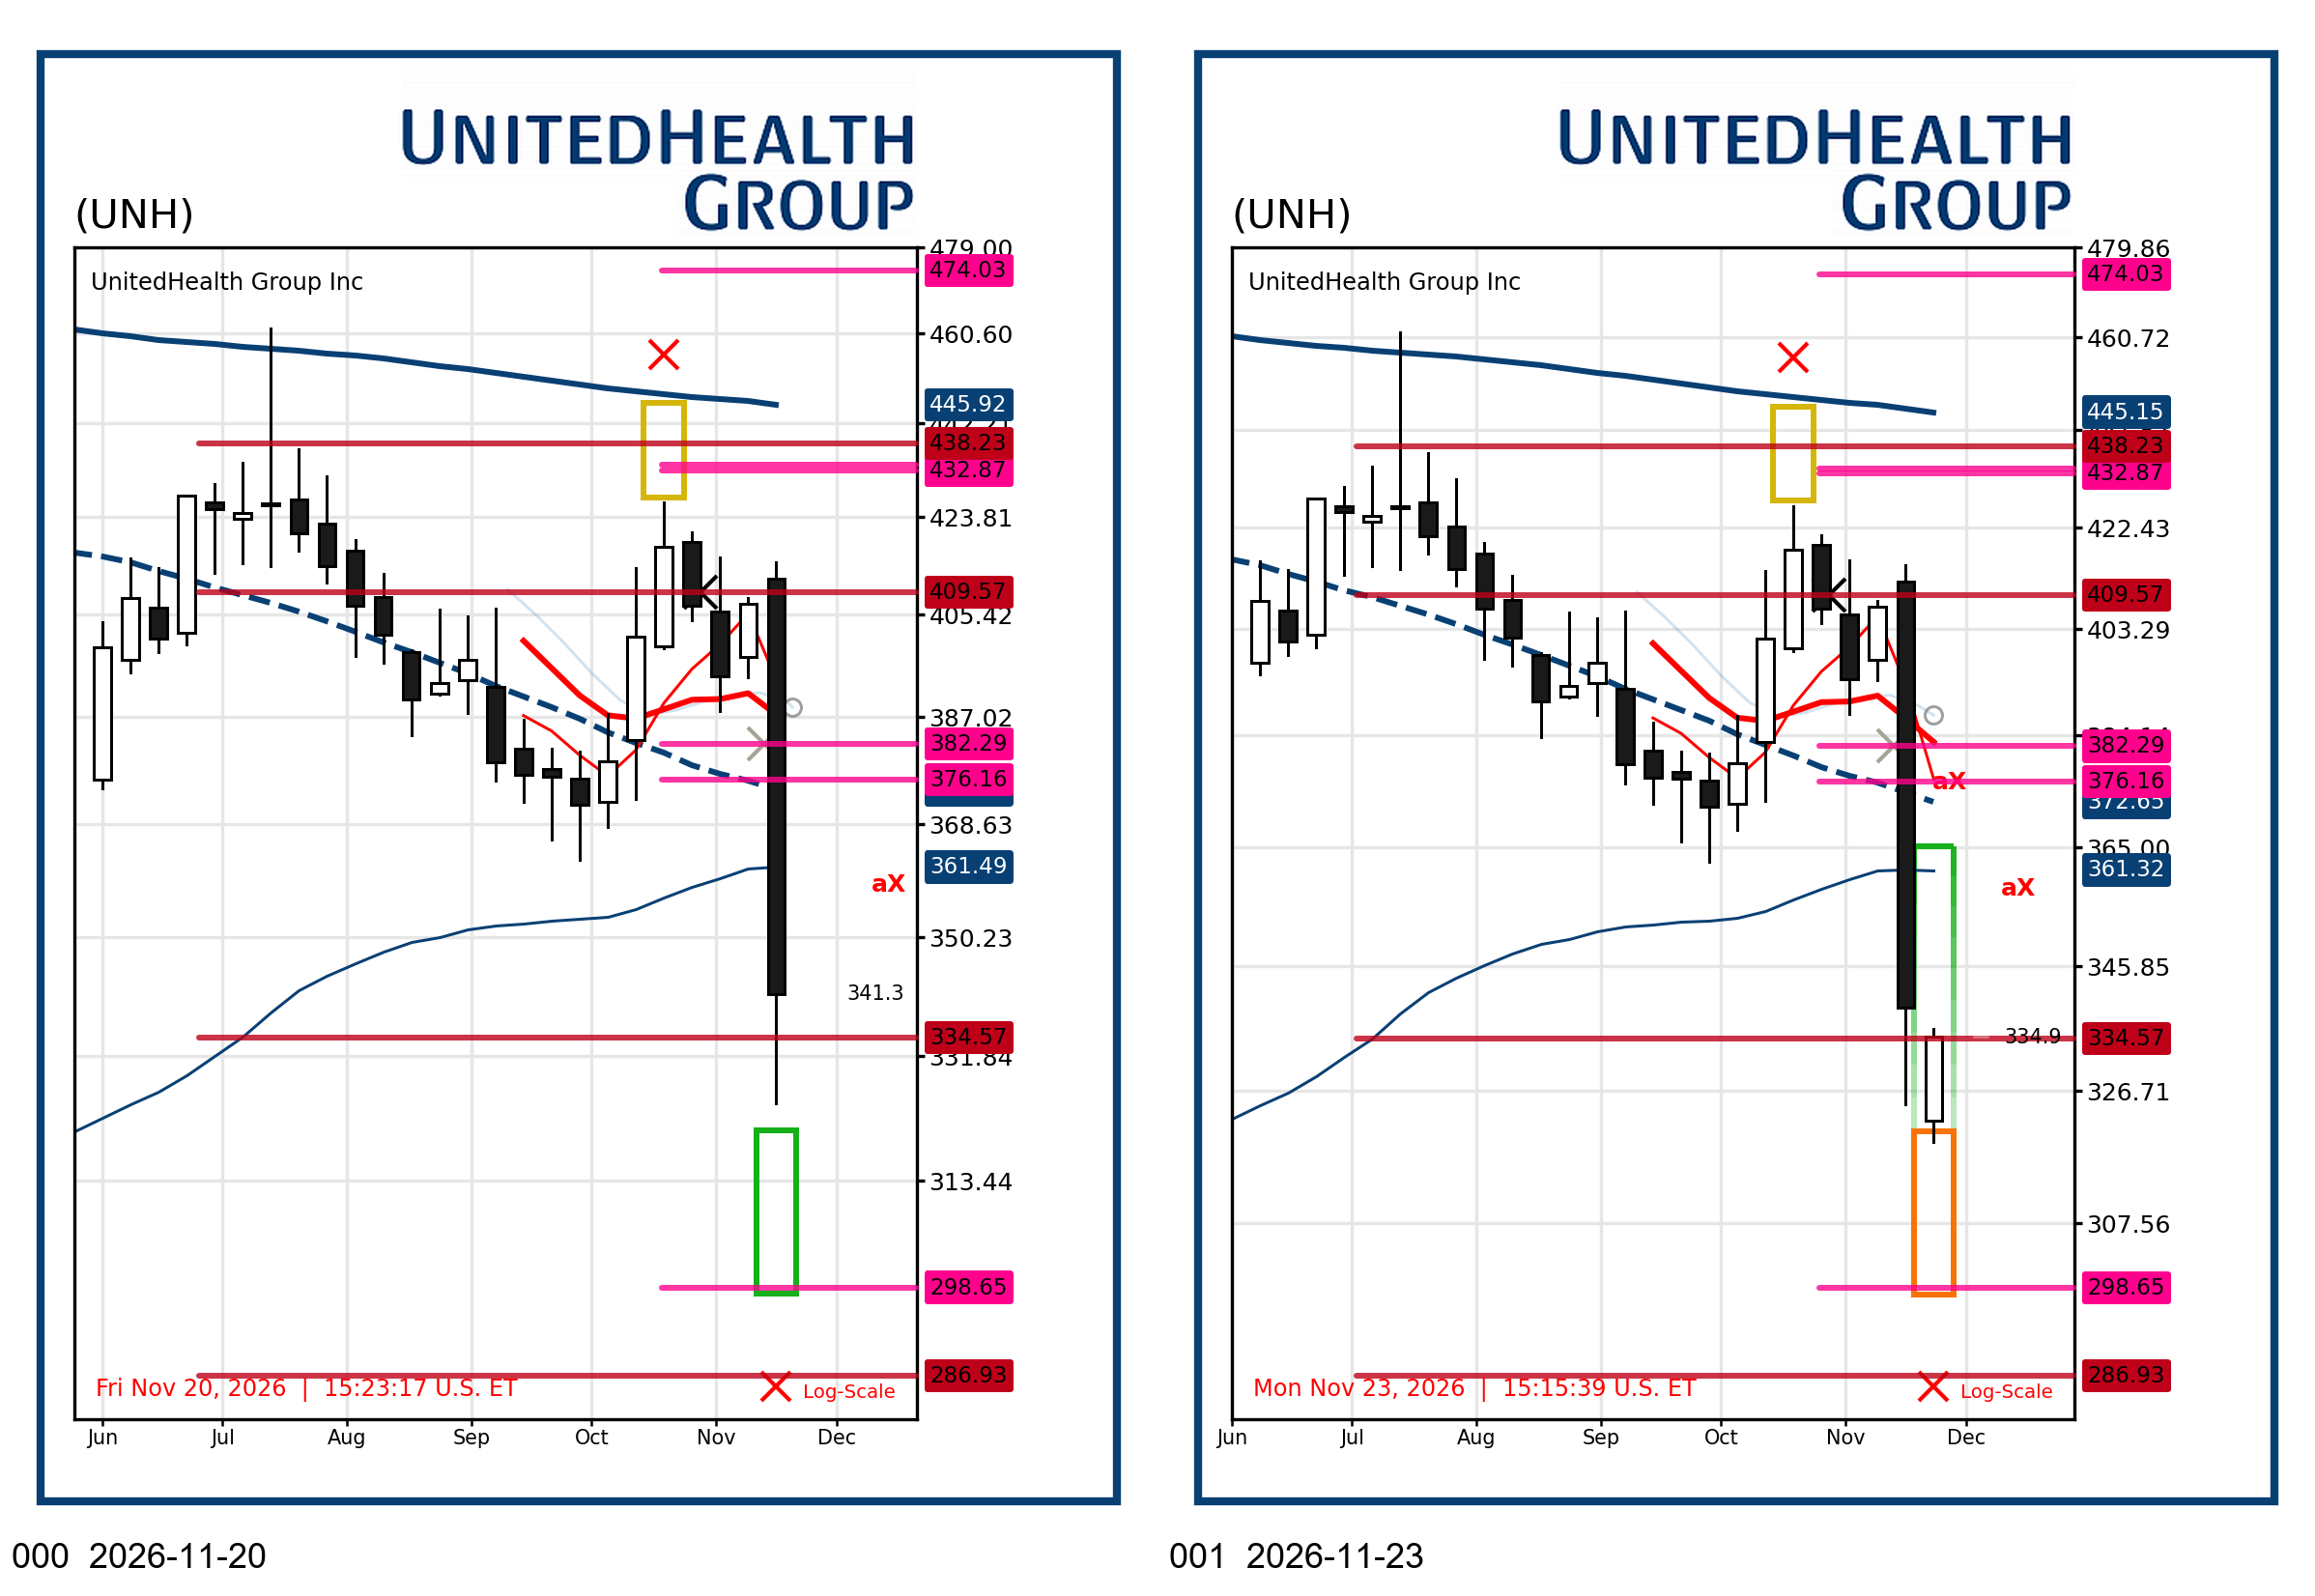 UNITEDHEALTH
GROUP
(UNH)
UnitedHealth Group Inc
479.00
474.03
460.60
445.92
438.23
432.87
423.81
409.57
405.42
387.02
382.29
376.16
368.63
361.49
aX
350.23
341.3
334.57
331.84
313.44
298.65
286.93
Fri Nov 20, 2026 | 15:23:17 U.S. ET
Log-Scale
Jun Jul Aug Sep Oct Nov Dec
000 2026-11-20
UNITEDHEALTH
GROUP
(UNH)
UnitedHealth Group Inc
479.86
474.03
460.72
445.15
438.23
432.87
422.43
409.57
403.29
382.29
aX
376.16
372.65
365.00
361.32
aX
345.85
334.9
334.57
326.71
307.56
298.65
286.93
Mon Nov 23, 2026 | 15:15:39 U.S. ET
Log-Scale
Jun Jul Aug Sep Oct Nov Dec
001 2026-11-23